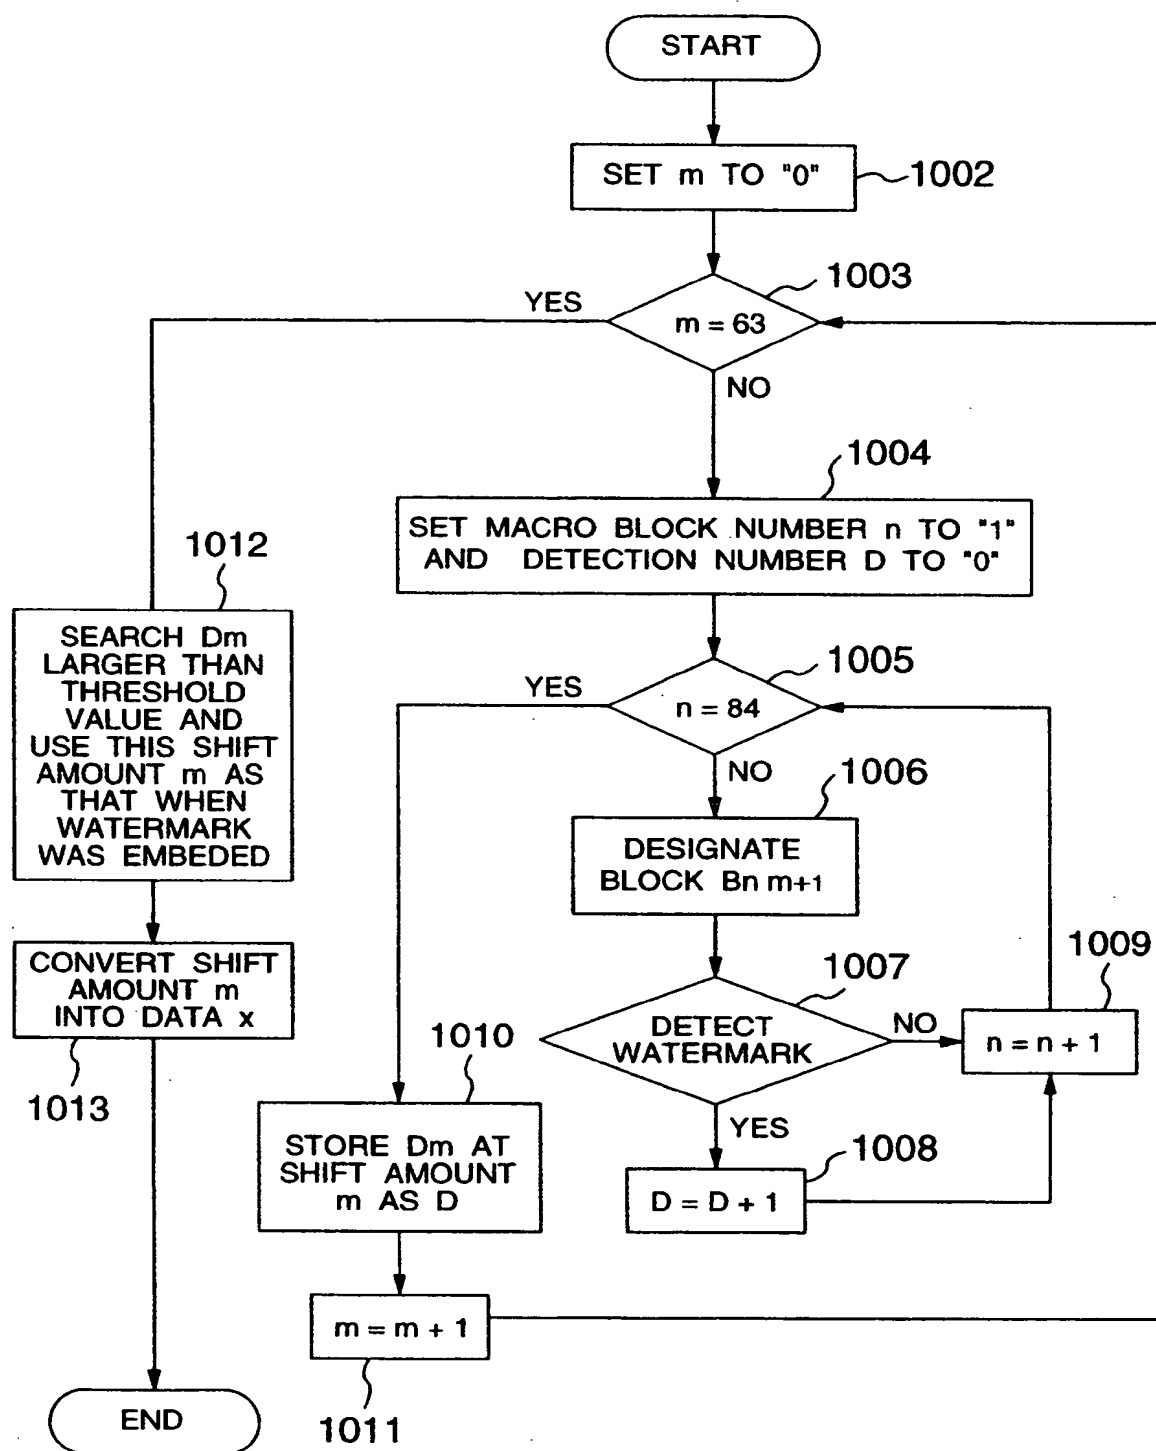 START
SET m TO "0"
1002
1003
YES
m = 63
NO
1004
SET MACRO BLOCK NUMBER n TO "1"
AND DETECTION NUMBER D TO "0"
1012
SEARCH Dm
LARGER THAN
THRESHOLD
VALUE AND
USE THIS SHIFT
AMOUNT m AS
THAT WHEN
WATERMARK
WAS EMBEDED
1005
YES
n = 84
NO
1006
DESIGNATE
BLOCK Bn m+1
1009
1007
DETECT
WATERMARK
NO
n = n + 1
CONVERT SHIFT
AMOUNT m
INTO DATA x
1013
1010
YES
1008
STORE Dm AT
SHIFT AMOUNT
m AS D
D = D + 1
m = m + 1
1011
END